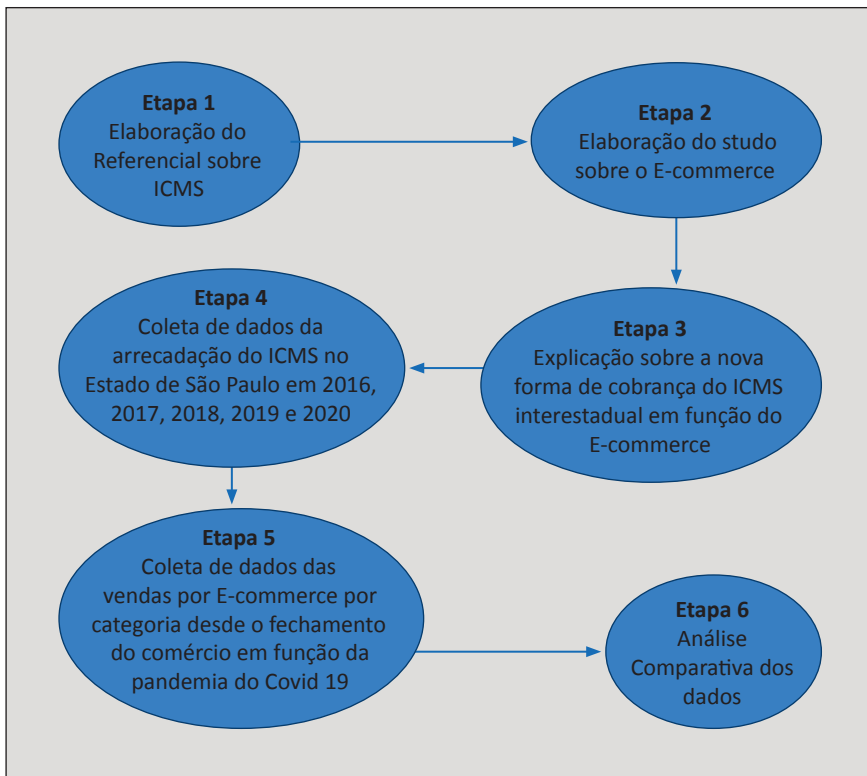 Etapa 1
Elaboração do
Referencial sobre
ICMS
Etapa 2
Elaboração do studo
sobre o E-commerce
Etapa 3
Explicação sobre a nova
forma de cobrança do ICMS
interestadual em função do
E-commerce
Etapa 4
Coleta de dados da
arrecadação do ICMS no
Estado de São Paulo em 2016,
2017, 2018, 2019 e 2020
Etapa 5
Coleta de dados das
vendas por E-commerce por
categoria desde o fechamento
do comércio em função da
pandemia do Covid 19
Etapa 6
Análise
Comparativa dos
dados